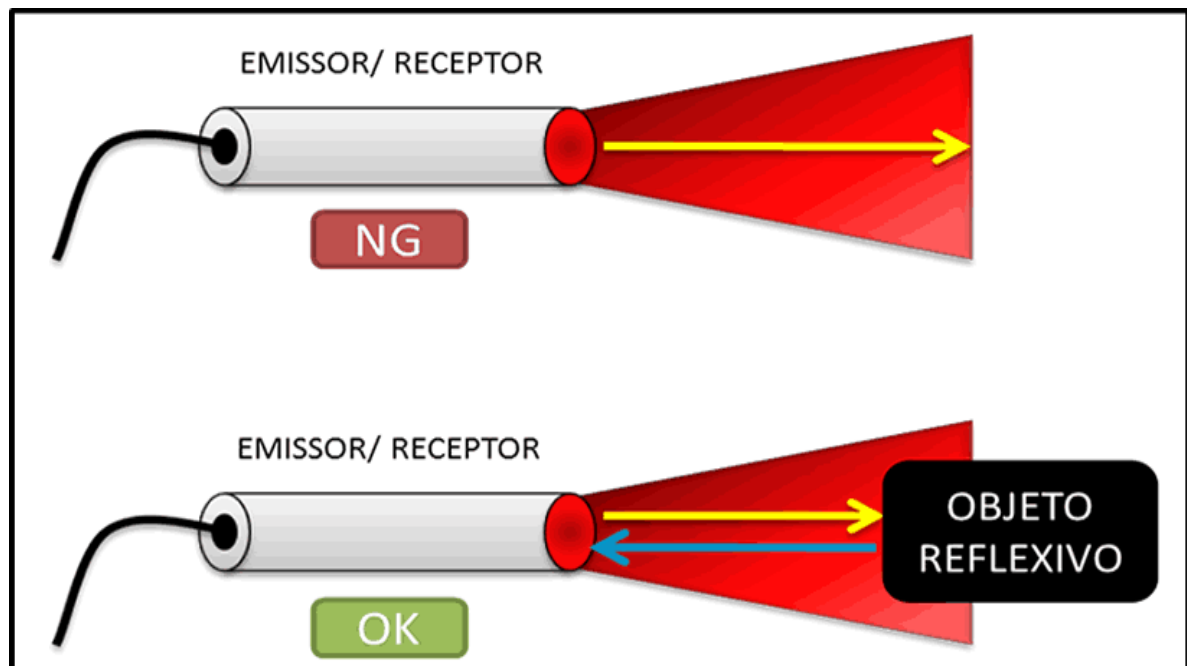 EMISSOR/ RECEPTOR
NG
EMISSOR/ RECEPTOR
OBJETO
REFLEXIVO
OK